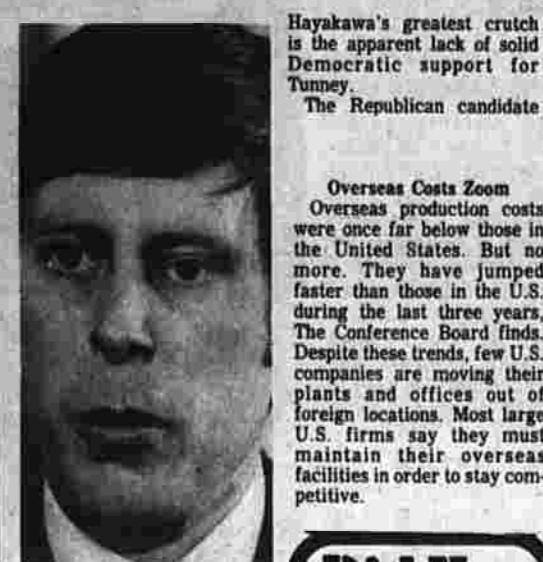 Hayakawa's greatest crutch
is the apparent lack of solid
Democratic support for
Tunney.
The Republican candidate
Overseas Costs Zoom
Overseas production costs
were once far below those in
the United States. But no
more. They have jumped
faster than those in the U.S.
during the last three years,
The Conference Board finds.
Despite these trends, few U.S.
companies are moving their
plants and offices out of
foreign locations. Most large
U.S. firms say they must
maintain their overseas
facilities in order to stay com-
petitive.